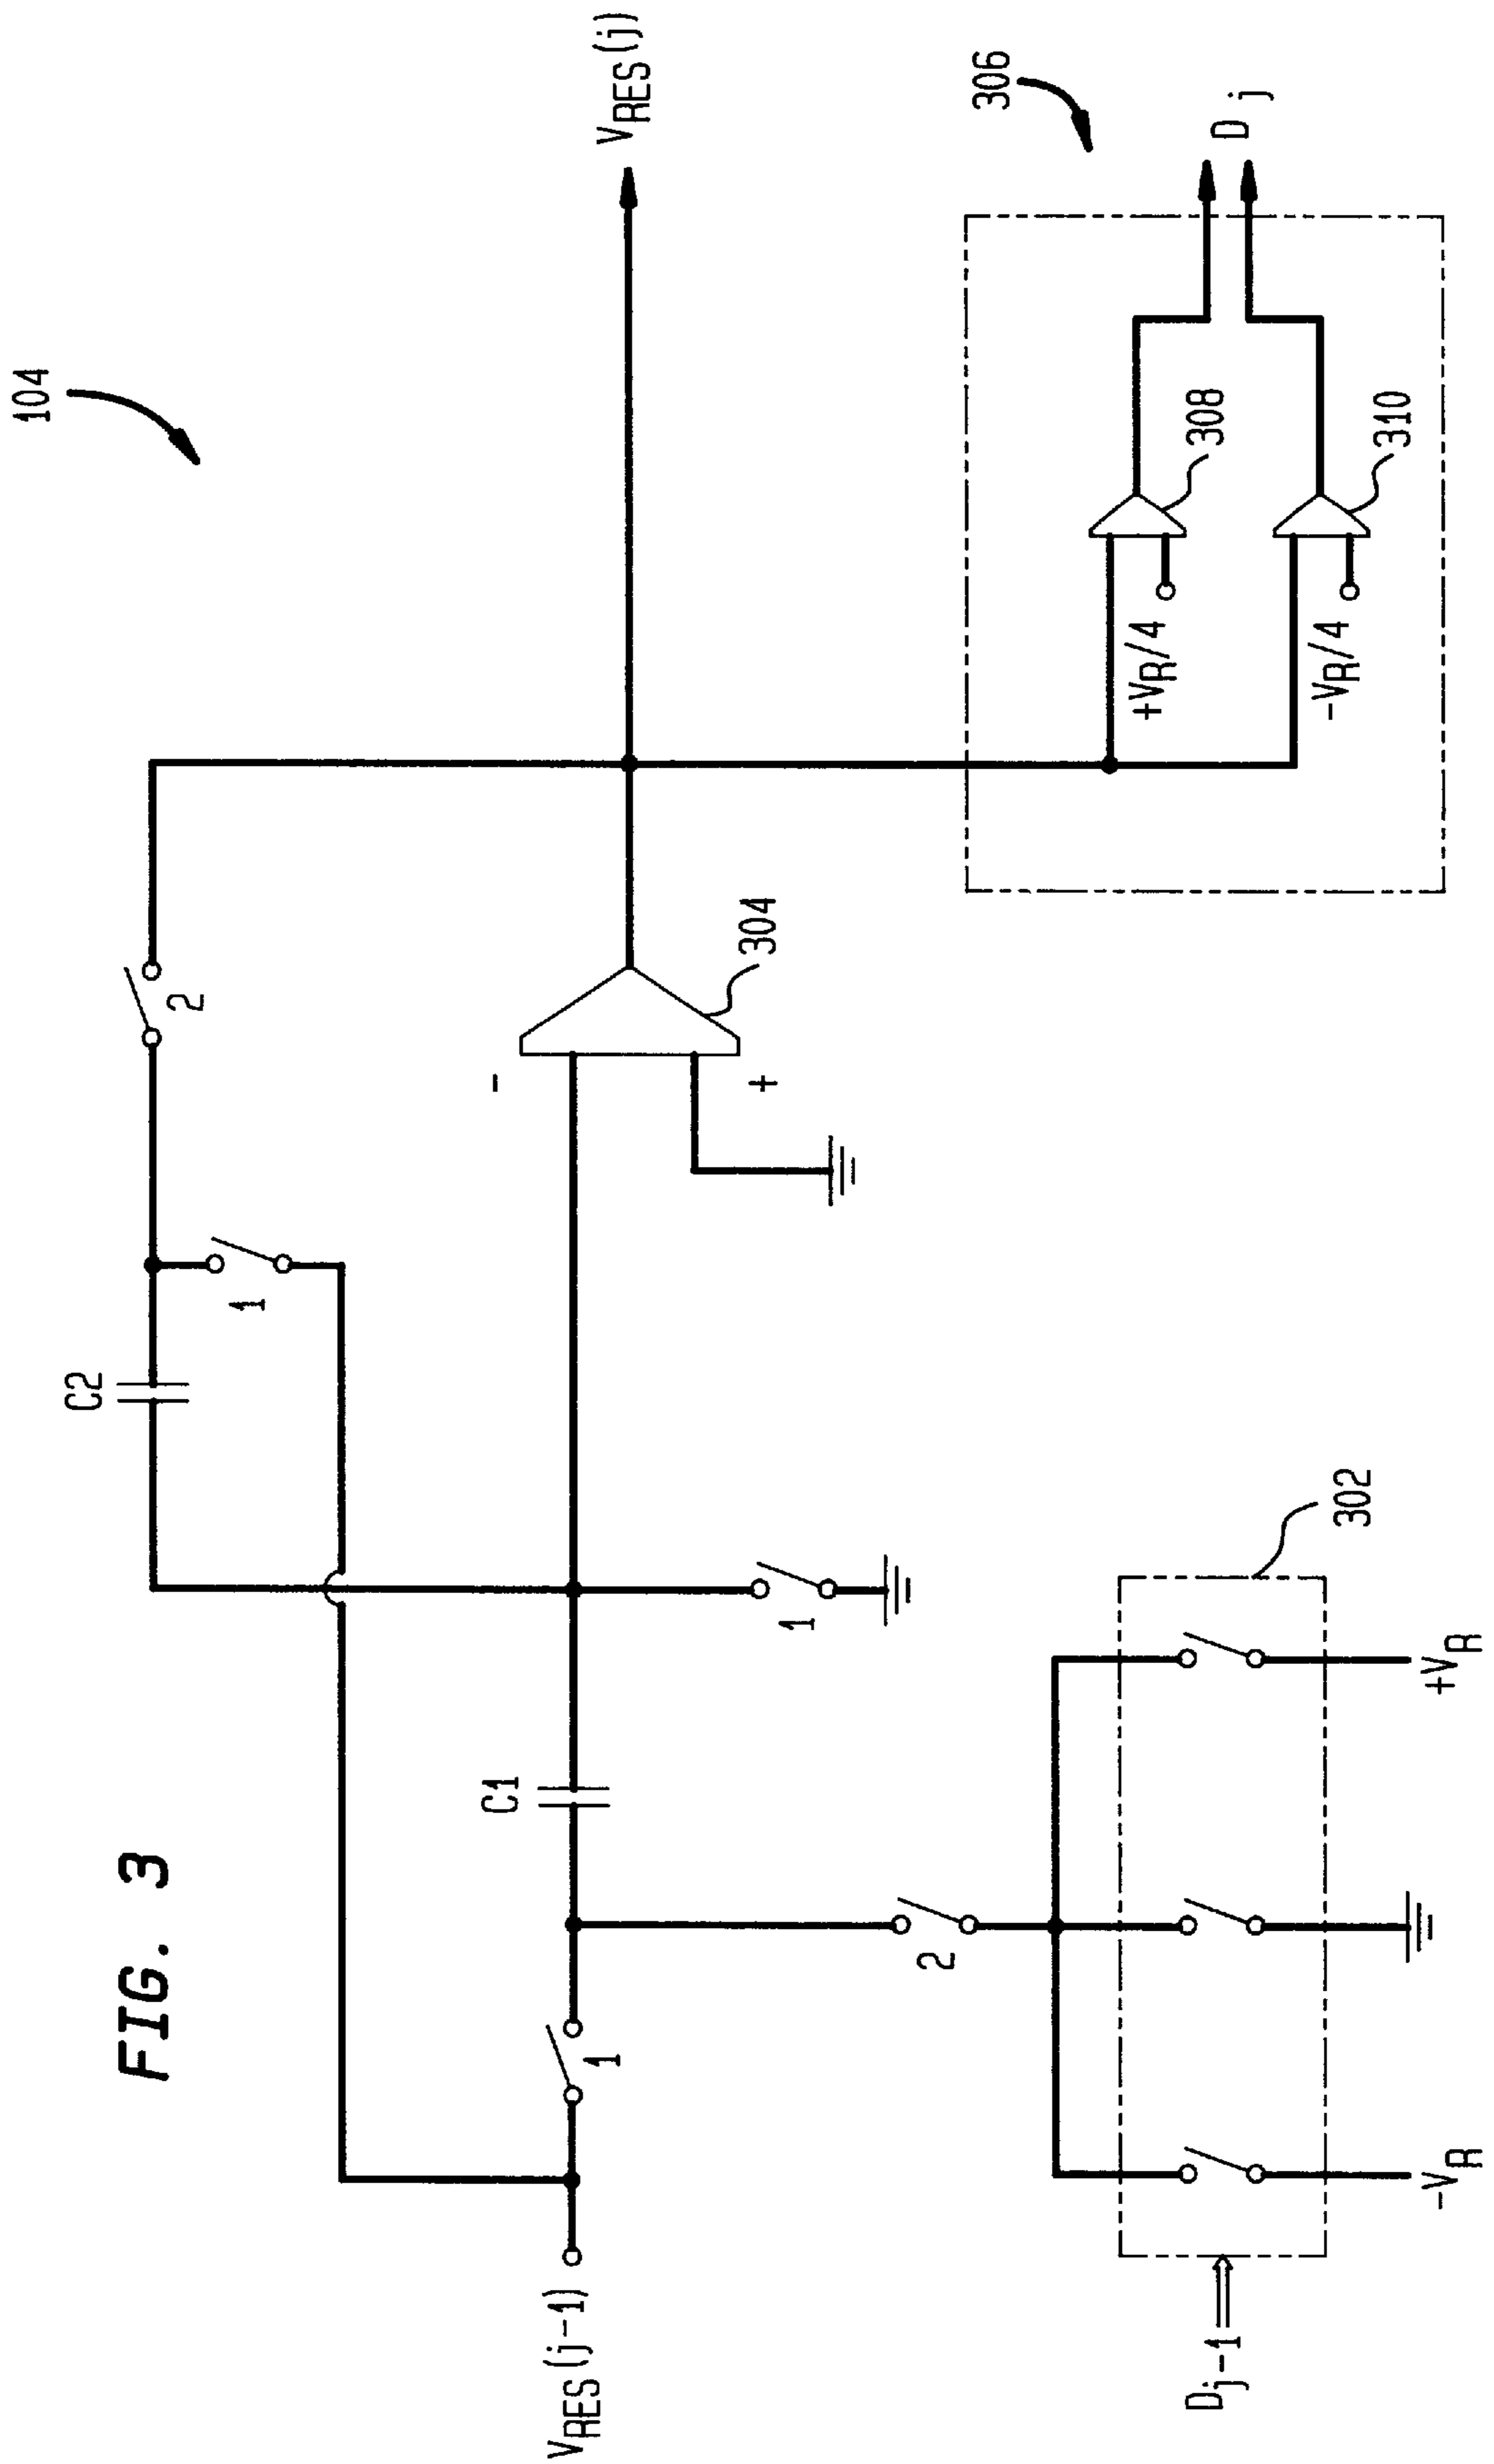 FIG. 3
104
C2
2
1
V_RES (j-1)
1
C1
1
-
+
304
V_RES (j)
2
302
D_j-1
-V_R
+V_R
306
+V_R/4
308
-V_R/4
310
D_j